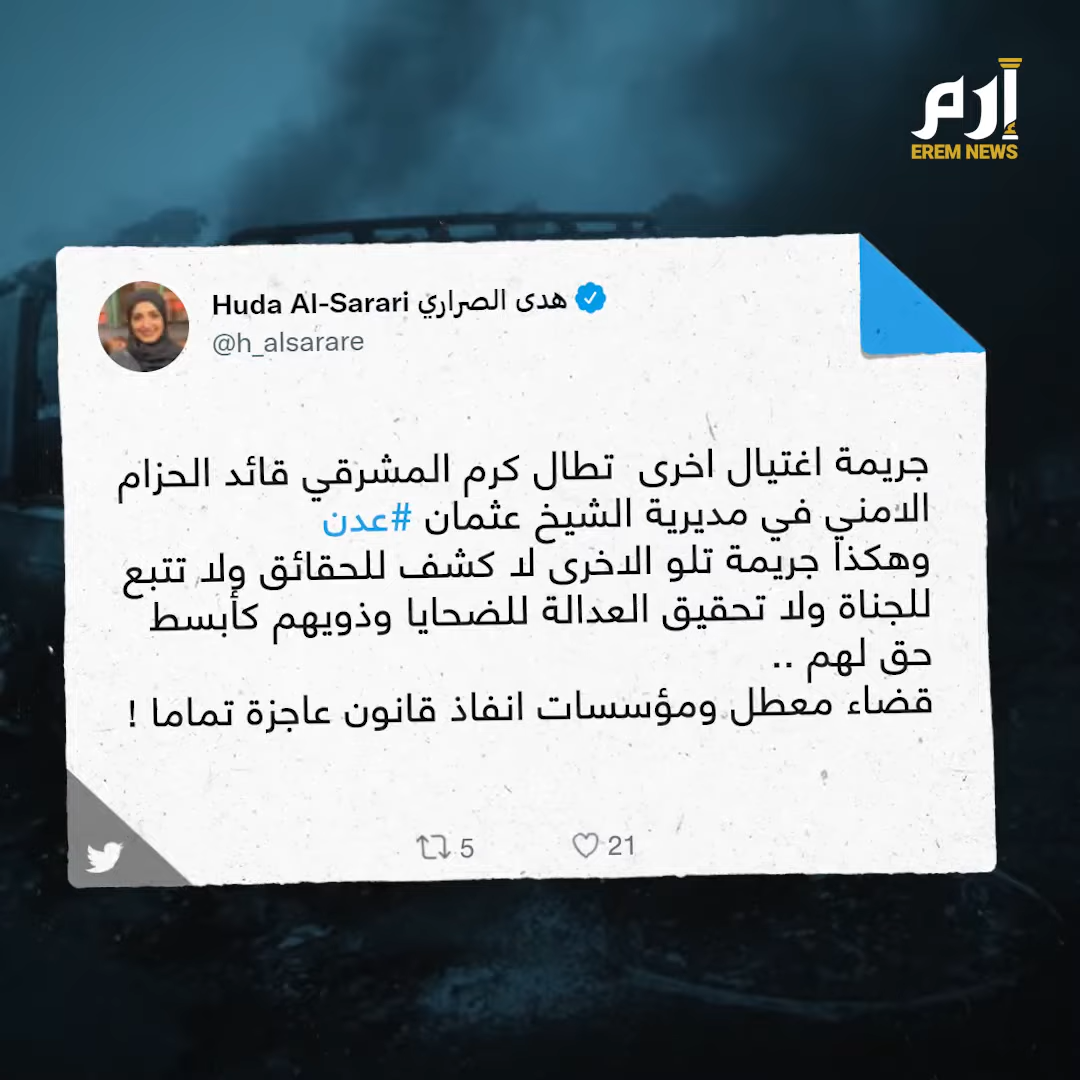 إرم
EREM NEWS
Huda Al-Sarari هدى الصراري
@h_alsarare
جريمة اغتيال اخرى تطال كرم المشرقي قائد الحزام
الامني في مديرية الشيخ عثمان #عدن
وهكذا جريمة تلو الاخرى لا كشف للحقائق ولا تتبع
للجناة ولا تحقيق العدالة للضحايا وذويهم كأبسط
حق لهم ..
قضاء معطل ومؤسسات انفاذ قانون عاجزة تماما !
5 21